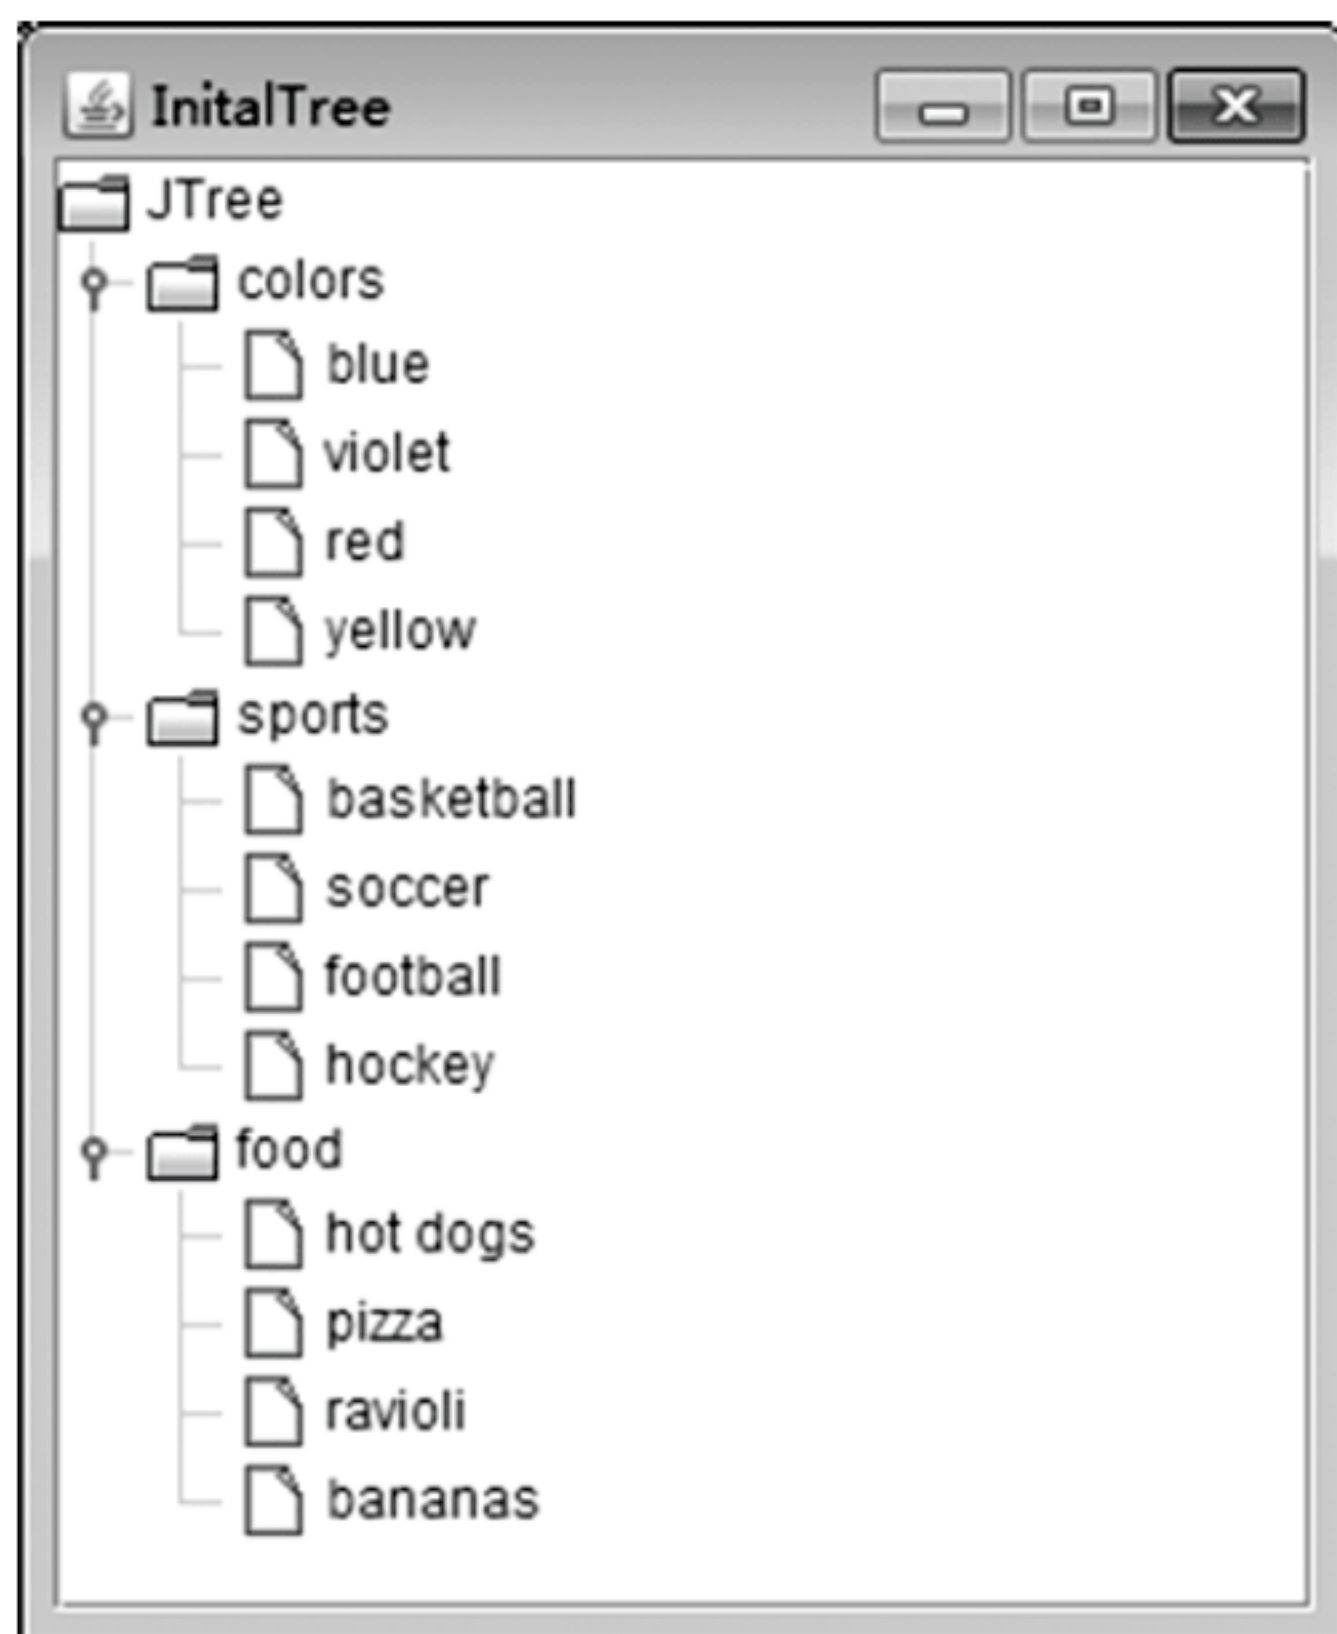 InitalTree
JTree
colors
blue
violet
red
yellow
sports
basketball
soccer
football
hockey
food
hot dogs
pizza
ravioli
bananas